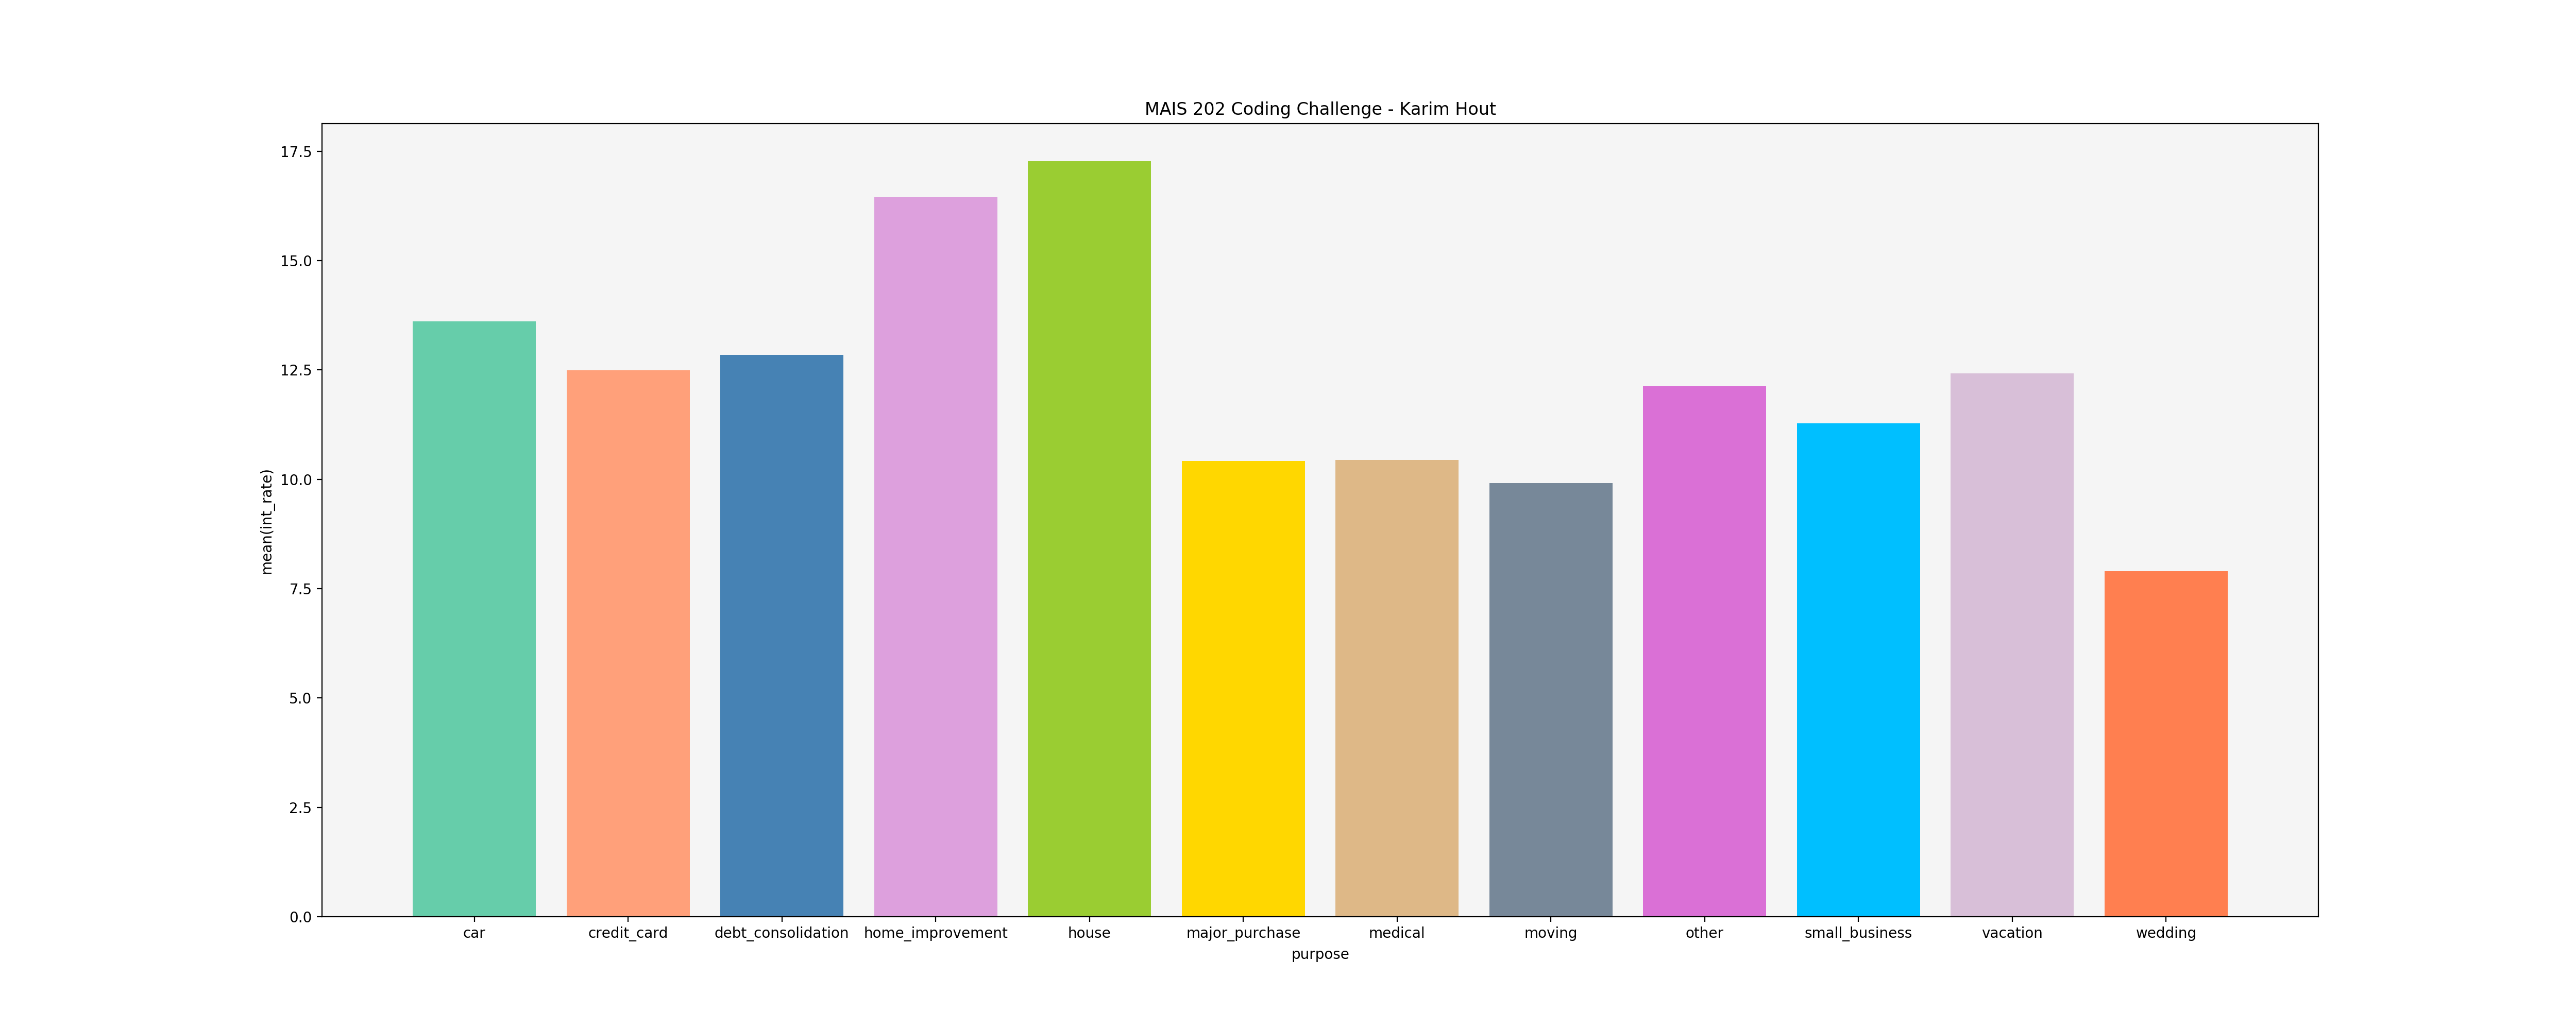 MAIS 202 Coding Challenge - Karim Hout
17.5
15.0
12.5
10.0
7.5
5.0
2.5
0.0
mean(int_rate)
car credit_card debt_consolidation home_improvement house major_purchase medical moving other small_business vacation wedding
purpose